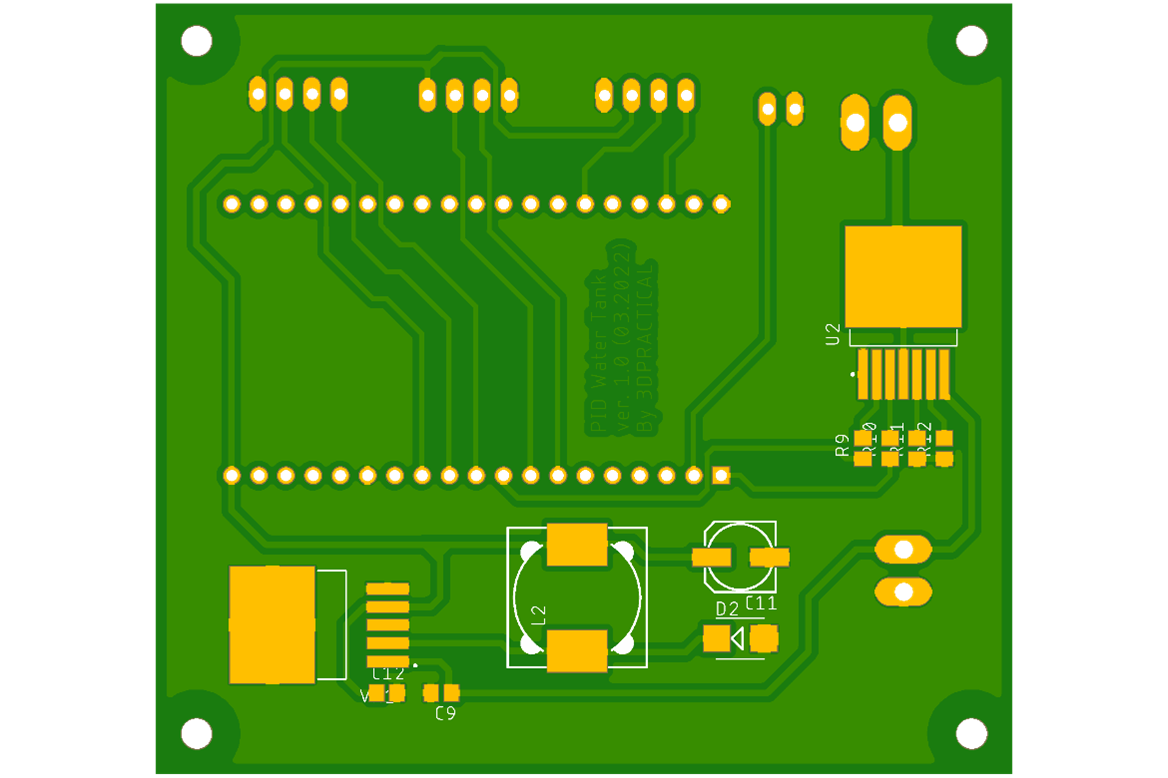 PID Water Tank
ver. 1.0 (03.2022)
By 3DPRACTICAL
U2
R9
R10
R11
R12
L2
D2
C11
C12
C9